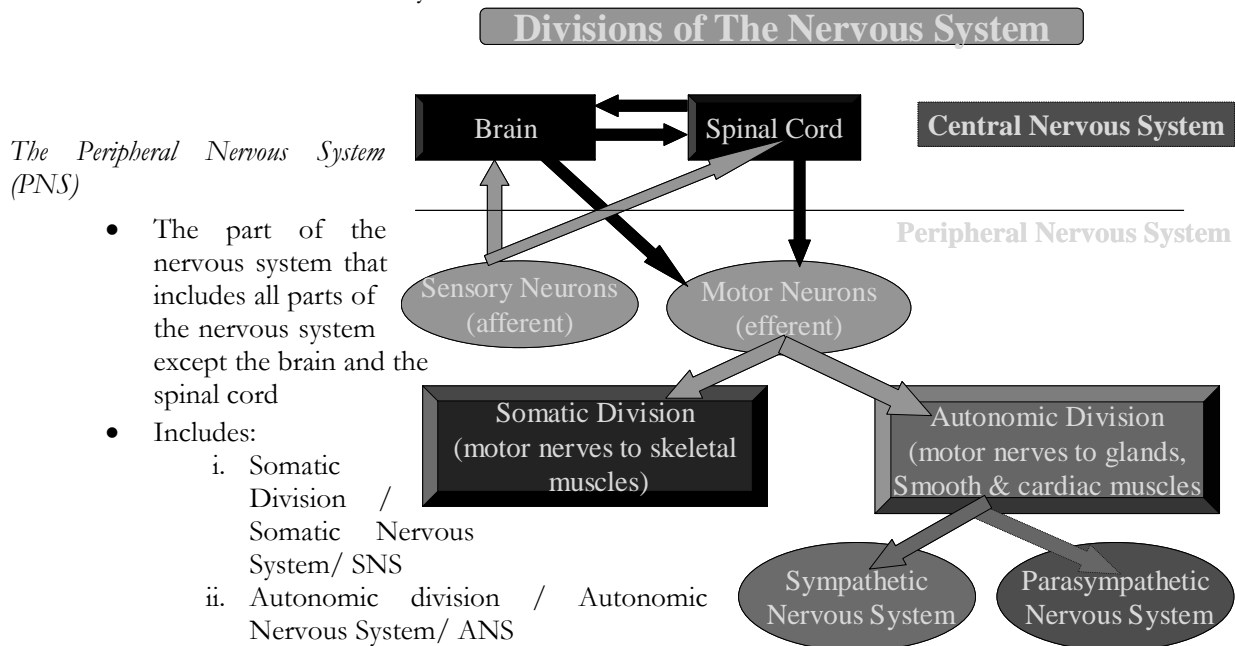 Divisions of The Nervous System
Brain
Spinal Cord
Central Nervous System
The Peripheral Nervous System
(PNS)
Peripheral Nervous System
• The part of the
nervous system that
includes all parts of
the nervous system
except the brain and the
spinal cord
Sensory Neurons
(afferent)
Motor Neurons
(efferent)
Somatic Division
(motor nerves to skeletal
muscles)
Autonomic Division
(motor nerves to glands,
Smooth & cardiac muscles
• Includes:
i. Somatic
Division /
Somatic Nervous
System/ SNS
ii. Autonomic division / Autonomic
Nervous System/ ANS
Sympathetic
Nervous System
Parasympathetic
Nervous System